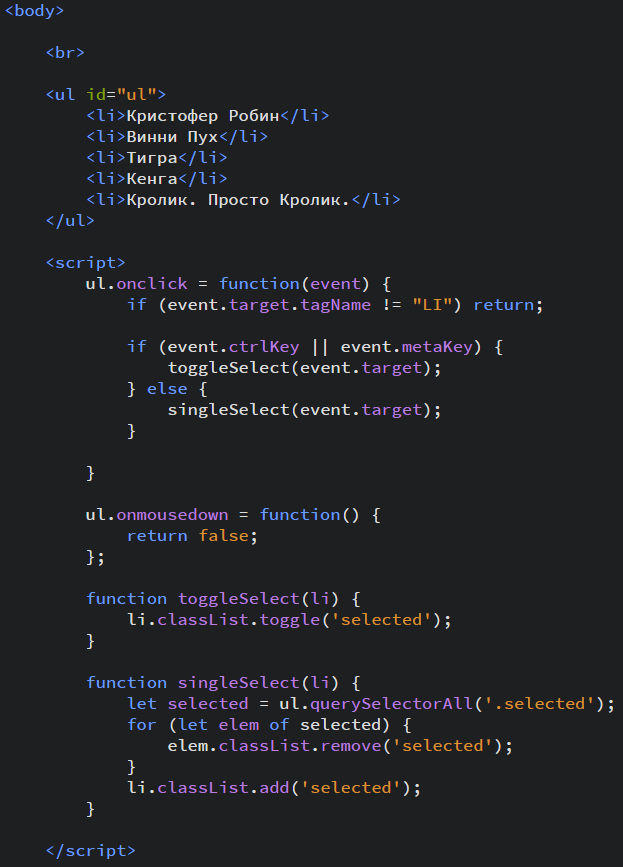 <body>
<br>
<ul id="ul">
<li>Кристофер Робин</li>
<li>Винни Пух</li>
<li>Тигра</li>
<li>Кенга</li>
<li>Кролик. Просто Кролик.</li>
</ul>
<script>
ul.onclick = function(event) {
if (event.target.tagName != "LI") return;
if (event.ctrlKey || event.metaKey) {
toggleSelect(event.target);
} else {
singleSelect(event.target);
}
}
ul.onmousedown = function() {
return false;
};
function toggleSelect(li) {
li.classList.toggle('selected');
}
function singleSelect(li) {
let selected = ul.querySelectorAll('.selected');
for (let elem of selected) {
elem.classList.remove('selected');
}
li.classList.add('selected');
}
</script>